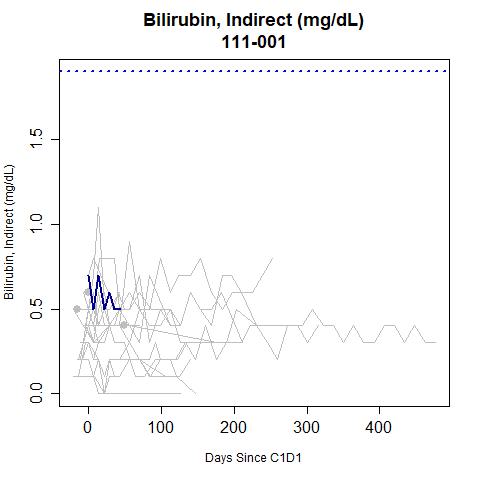 Bilirubin, Indirect (mg/dL)
111-001
Bilirubin, Indirect (mg/dL)
1.5
1.0
0.5
0.0
0 100 200 300 400
Days Since C1D1